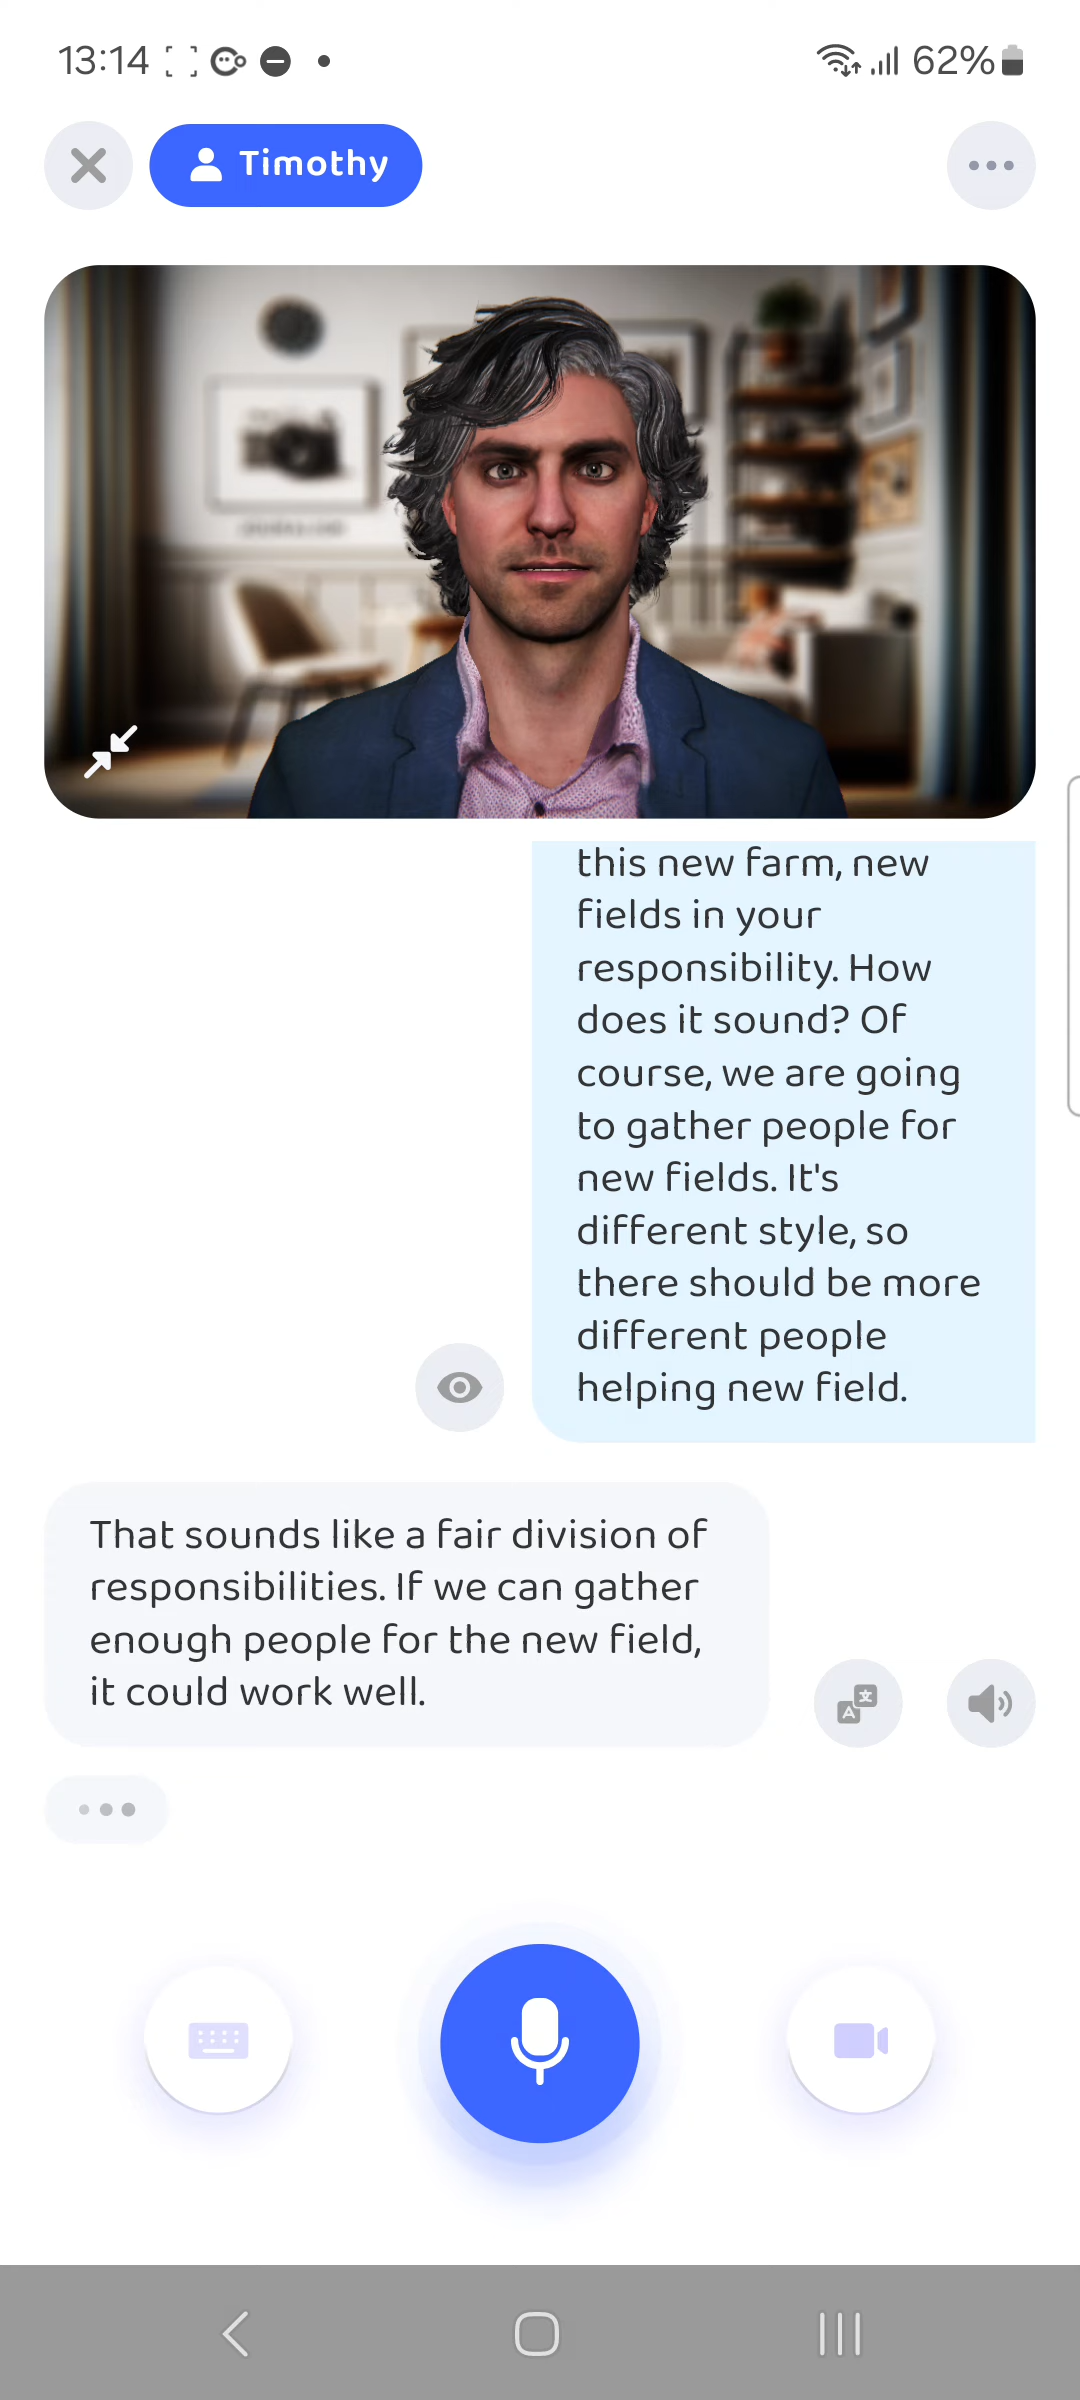 13:14
62%
Timothy
this new farm, new
fields in your
responsibility. How
does it sound? Of
course, we are going
to gather people for
new fields. It's
different style, so
there should be more
different people
helping new field.
That sounds like a fair division of
responsibilities. If we can gather
enough people for the new field,
it could work well.